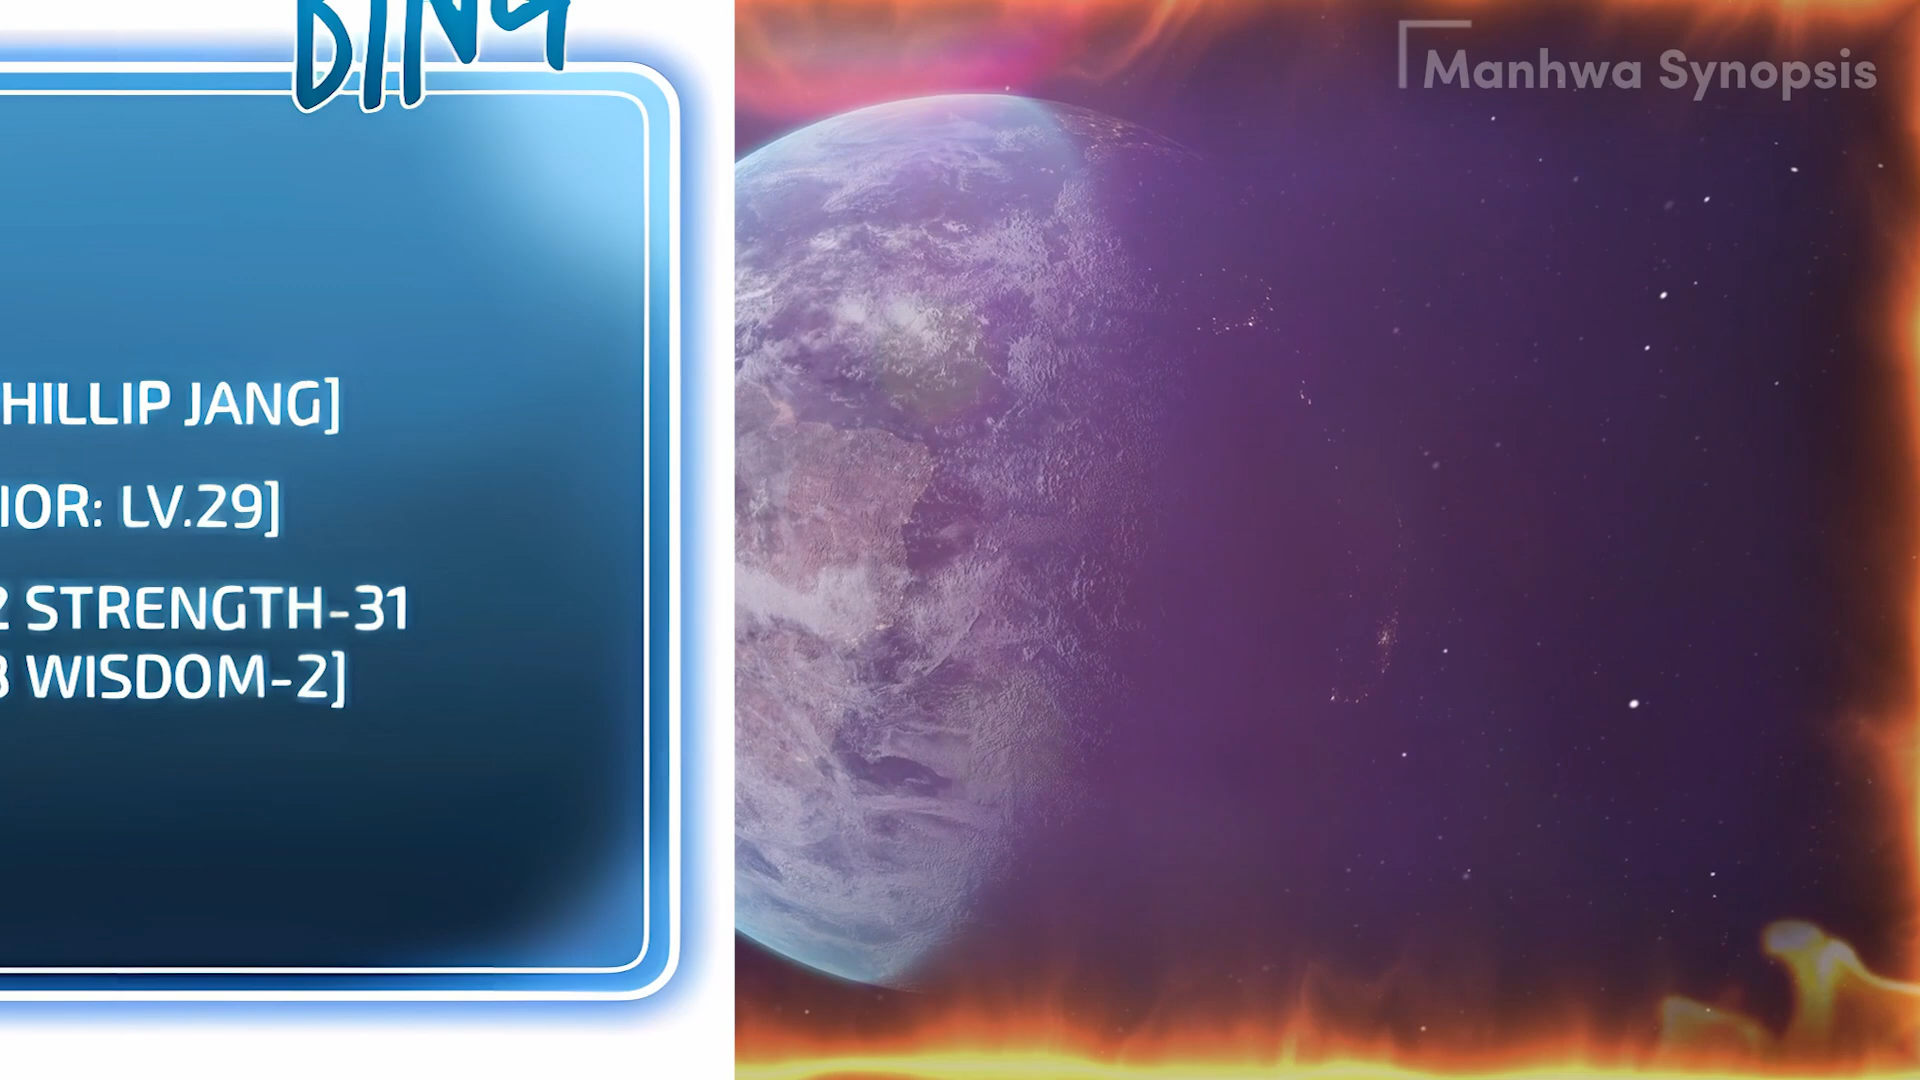 DING
HILLIP JANG]
IOR: LV.29]
2 STRENGTH-31
3 WISDOM-2]
Manhwa Synopsis